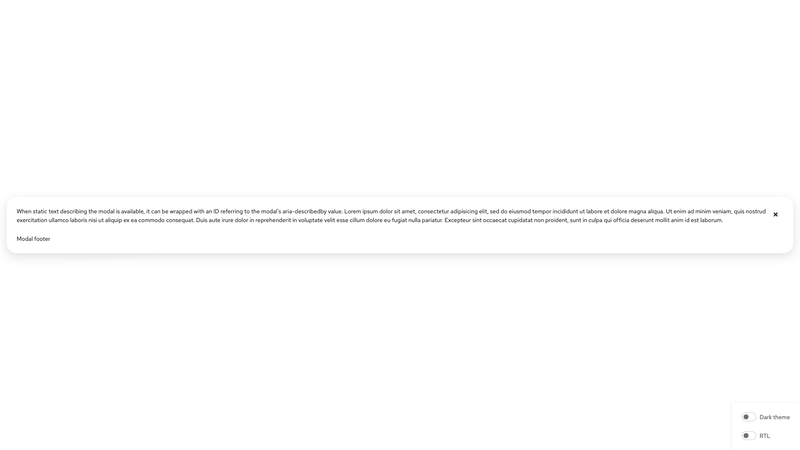 When static text describing the modal is available, it can be wrapped with an ID referring to the modal's aria-describedby value. Lorem ipsum dolor sit amet, consectetur adipisicing elit, sed do eiusmod tempor incididunt ut labore et dolore magna aliqua. Ut enim ad minim veniam, quis nostrud
exercitation ullamco laboris nisi ut aliquip ex ea commodo consequat. Duis aute irure dolor in reprehenderit in voluptate velit esse cillum dolore eu fugiat nulla pariatur. Excepteur sint occaecat cupidatat non proident, sunt in culpa qui officia deserunt mollit anim id est laborum.
Modal footer
Dark theme
RTL